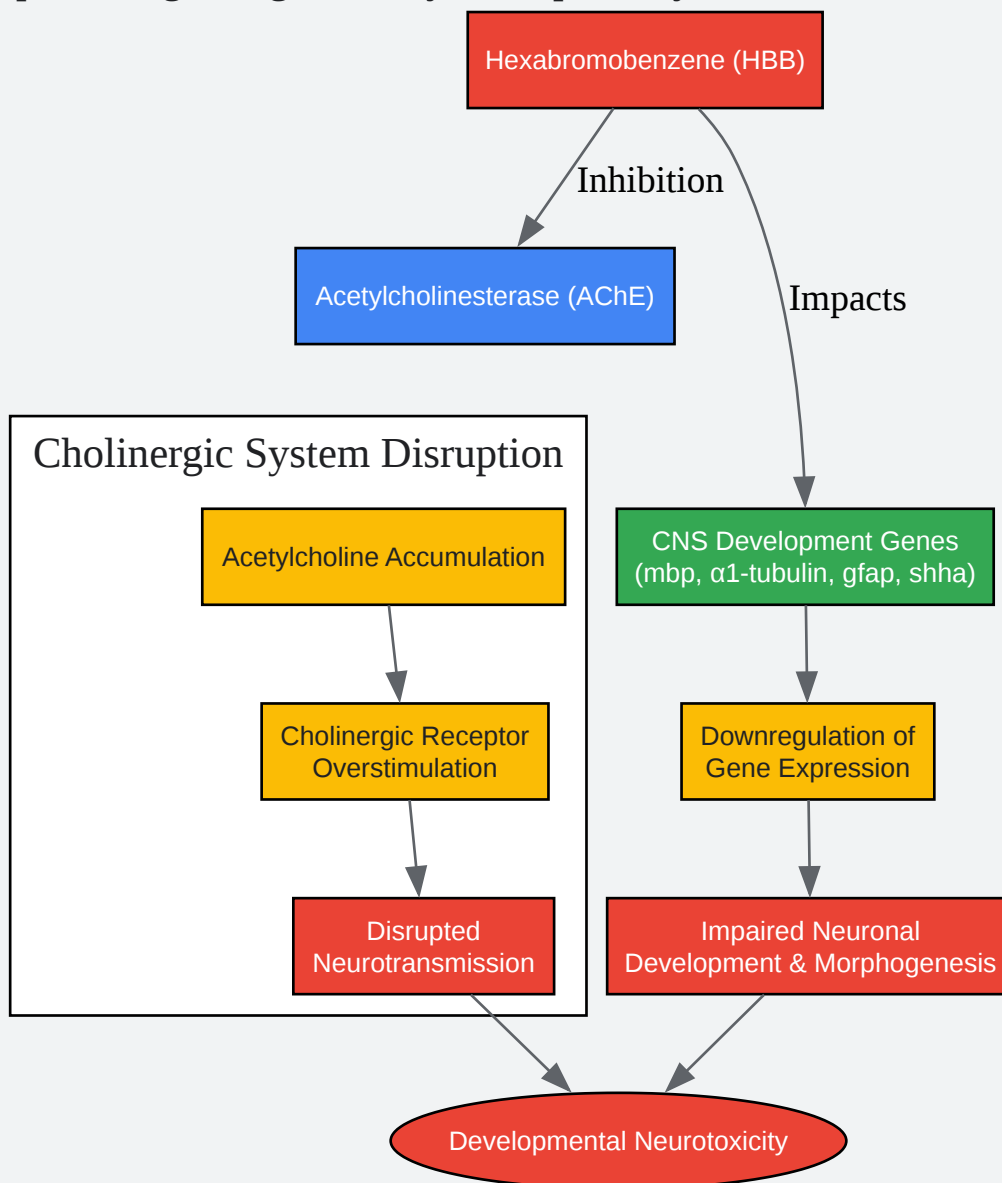 Hexabromobenzene (HBB)
Inhibition
Acetylcholinesterase (AChE)
Impacts
Cholinergic System Disruption
Acetylcholine Accumulation
CNS Development Genes
(mbp, α1-tubulin, gfap, shha)
Cholinergic Receptor
Overstimulation
Downregulation of
Gene Expression
Disrupted
Neurotransmission
Impaired Neuronal
Development & Morphogenesis
Developmental Neurotoxicity